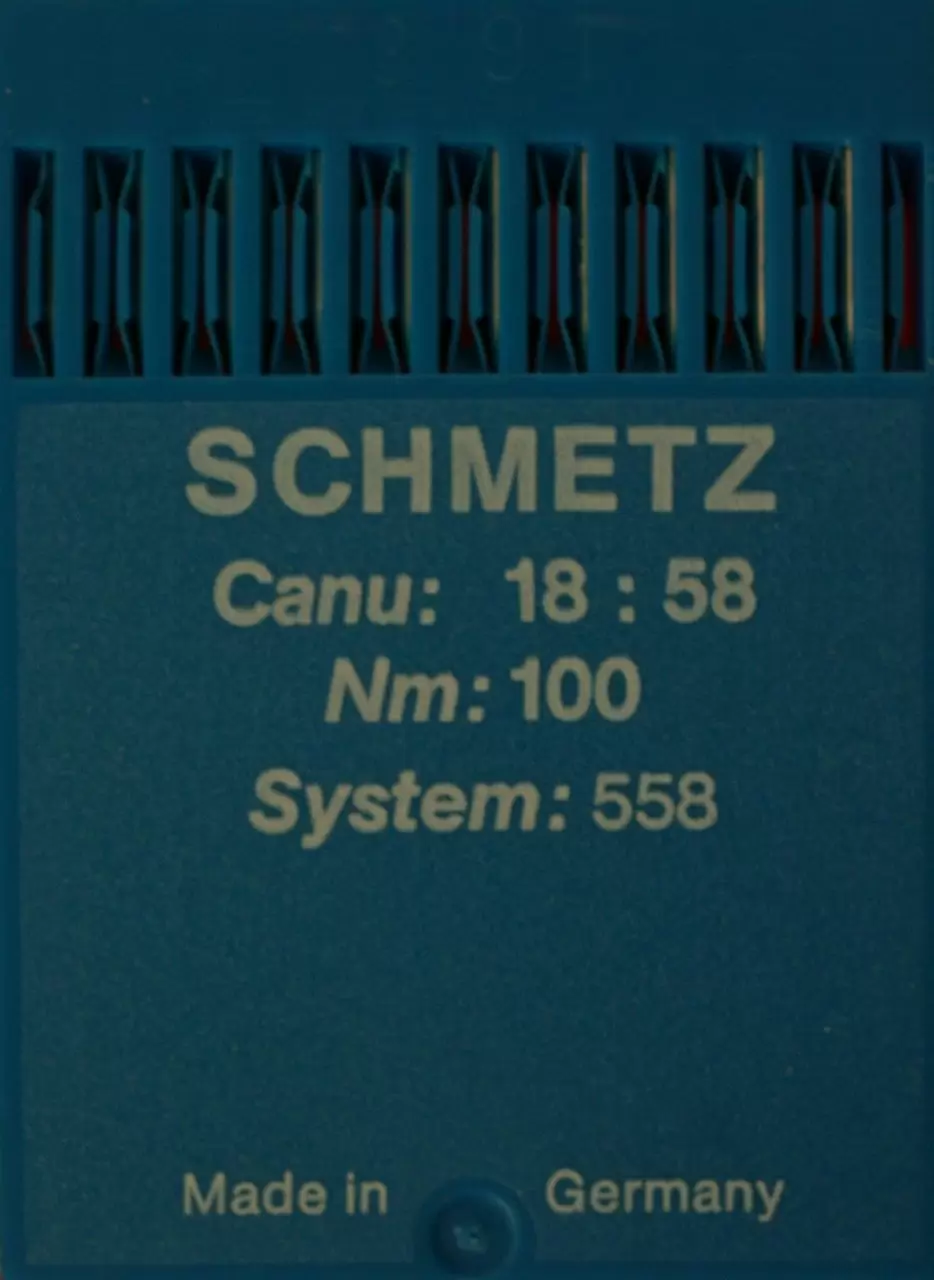 SCHMETZ
Canu: 18 : 58
Nm: 100
System: 558
Made in Germany